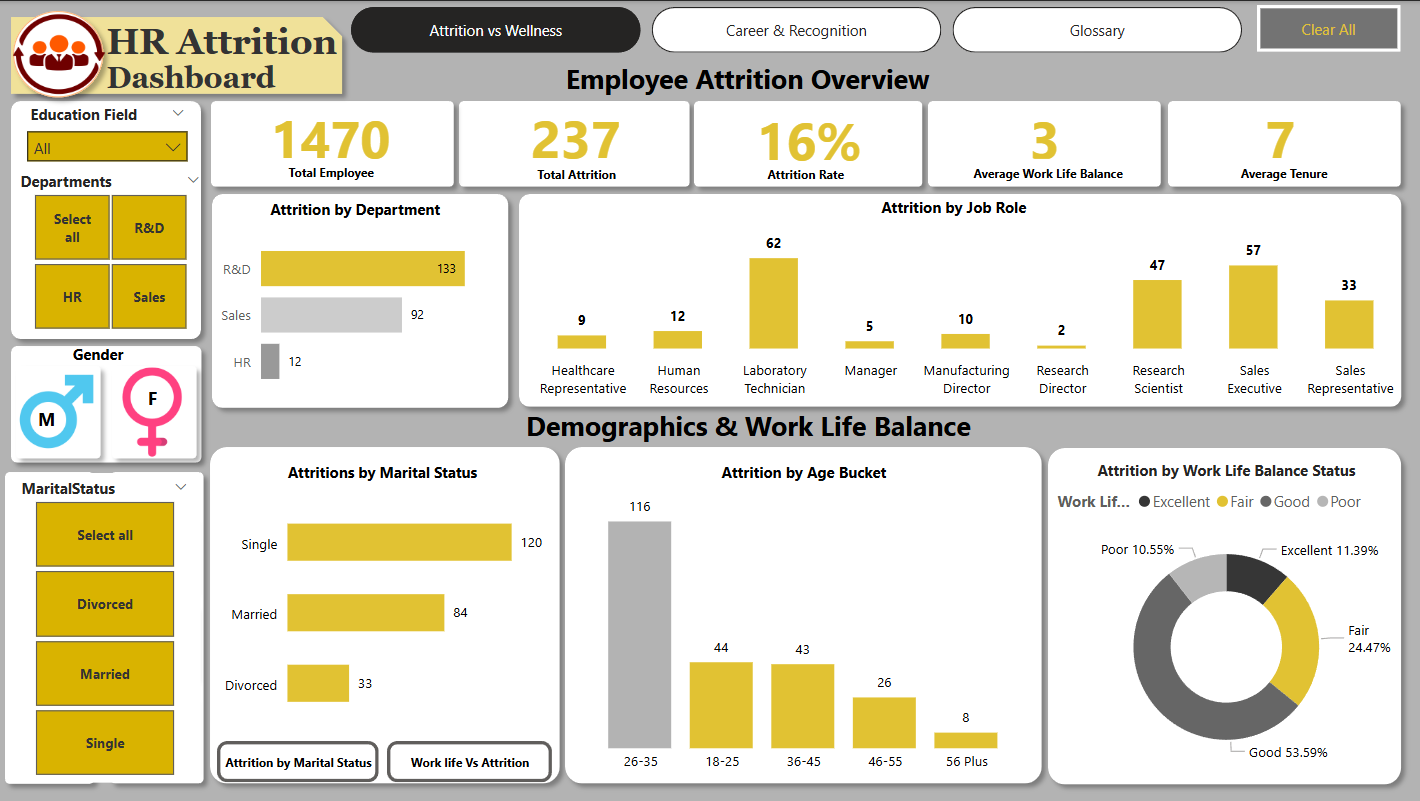 HR Attrition
Dashboard
Attrition vs Wellness
Career & Recognition
Glossary
Clear All
Employee Attrition Overview
Education Field
All
Departments
Select
all
R&D
HR
Sales
Gender
M
F
MaritalStatus
Select all
Divorced
Married
Single
1470
Total Employee
237
Total Attrition
16%
Attrition Rate
3
Average Work Life Balance
7
Average Tenure
Attrition by Department
R&D
133
Sales
92
HR
12
Attrition by Job Role
9
12
62
5
10
2
47
57
33
Healthcare
Representative
Human
Resources
Laboratory
Technician
Manager
Manufacturing
Director
Research
Director
Research
Scientist
Sales
Executive
Sales
Representative
Demographics & Work Life Balance
Attritions by Marital Status
Single
120
Married
84
Divorced
33
Attrition by Marital Status
Work life Vs Attrition
Attrition by Age Bucket
116
44
43
26
8
26-35
18-25
36-45
46-55
56 Plus
Attrition by Work Life Balance Status
Work Lif... Excellent Fair Good Poor
Poor 10.55%
Excellent 11.39%
Fair
24.47%
Good 53.59%